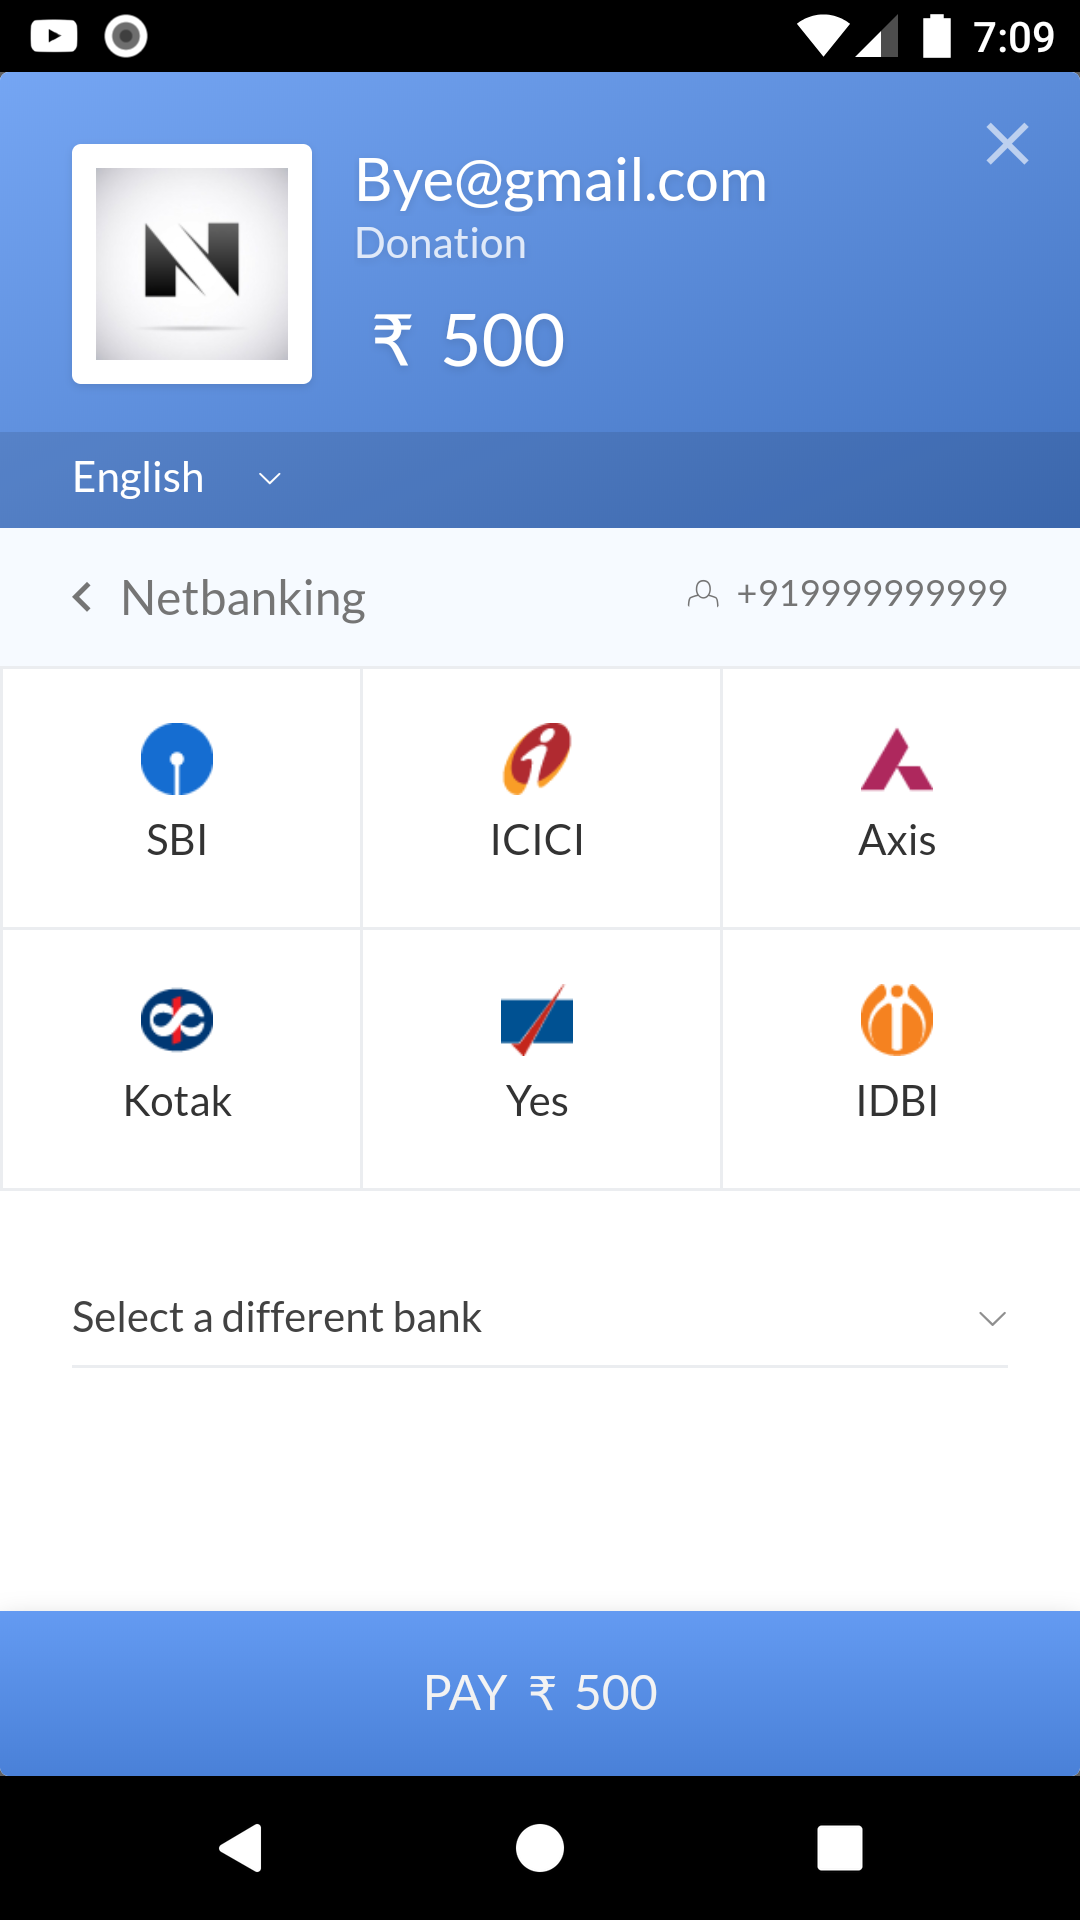 7:09
Bye@gmail.com
Donation
₹ 500
English
Netbanking
+919999999999
SBI
ICICI
Axis
Kotak
Yes
IDBI
Select a different bank
PAY ₹ 500